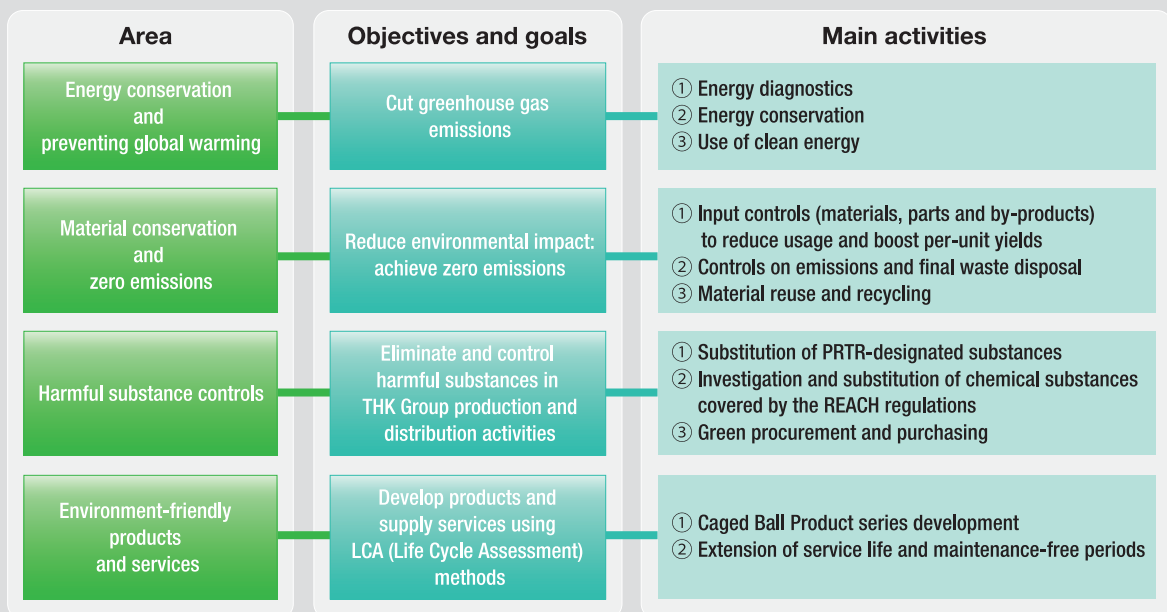 Area
Objectives and goals
Main activities
Energy conservation
and
preventing global warming
Cut greenhouse gas
emissions
① Energy diagnostics
② Energy conservation
③ Use of clean energy
Material conservation
and
zero emissions
Reduce environmental impact:
achieve zero emissions
① Input controls (materials, parts and by-products)
to reduce usage and boost per-unit yields
② Controls on emissions and final waste disposal
③ Material reuse and recycling
Harmful substance controls
Eliminate and control
harmful substances in
THK Group production and
distribution activities
① Substitution of PRTR-designated substances
② Investigation and substitution of chemical substances
covered by the REACH regulations
③ Green procurement and purchasing
Environment-friendly
products
and services
Develop products and
supply services using
LCA (Life Cycle Assessment)
methods
① Caged Ball Product series development
② Extension of service life and maintenance-free periods